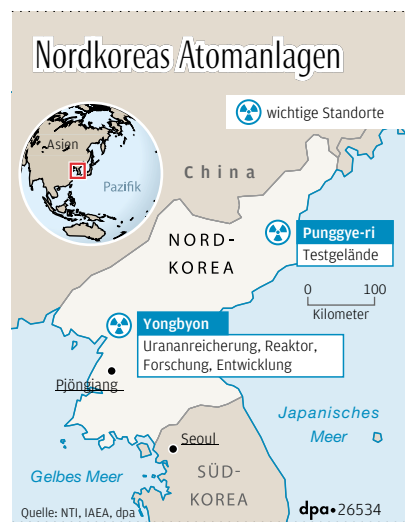 Nordkoreas Atomanlagen
wichtige Standorte
Asien
Pazifik
China
NORD-
KOREA
Punggye-ri
Testgelände
0 100
Kilometer
Yongbyon
Urananreicherung, Reaktor,
Forschung, Entwicklung
Pjöngjang
Japanisches
Meer
Seoul
Gelbes Meer
SÜD-
KOREA
Quelle: NTI, IAEA, dpa
dpa•26534